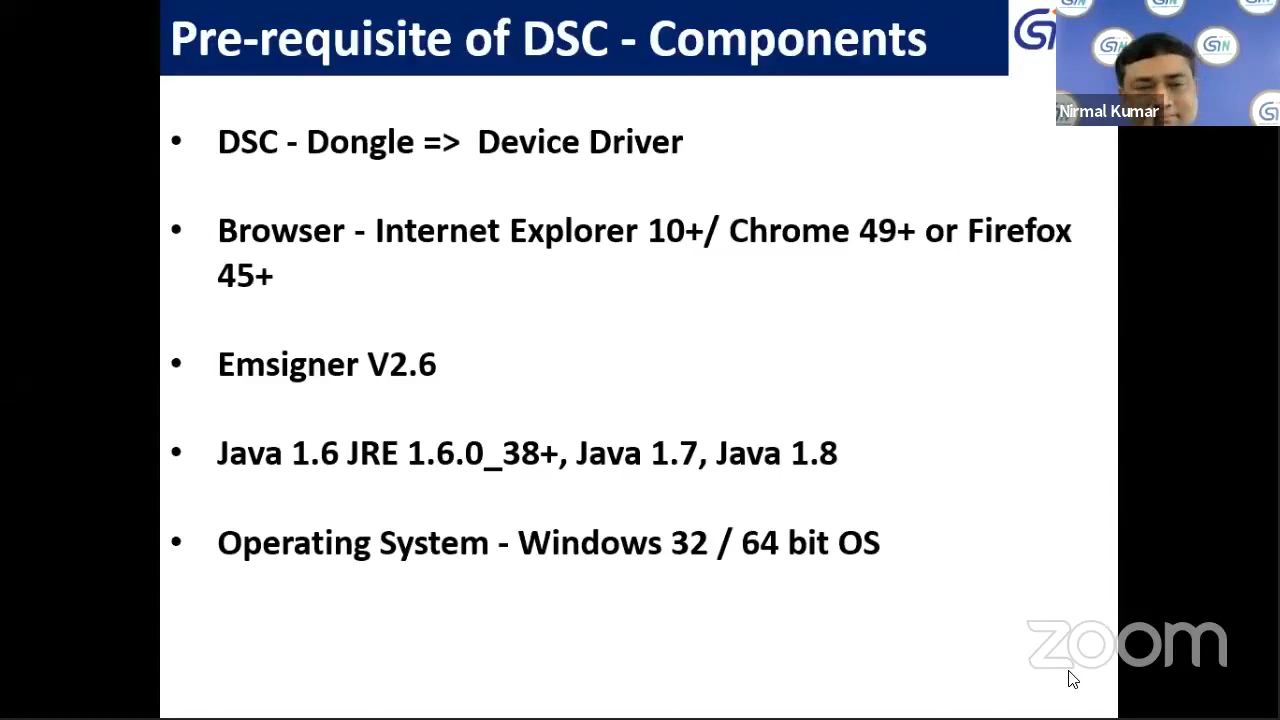 Pre-requisite of DSC - Components
Nirmal Kumar
• DSC - Dongle => Device Driver
• Browser - Internet Explorer 10+/ Chrome 49+ or Firefox
45+
• Emsigner V2.6
• Java 1.6 JRE 1.6.0_38+, Java 1.7, Java 1.8
• Operating System - Windows 32 / 64 bit OS
zoom